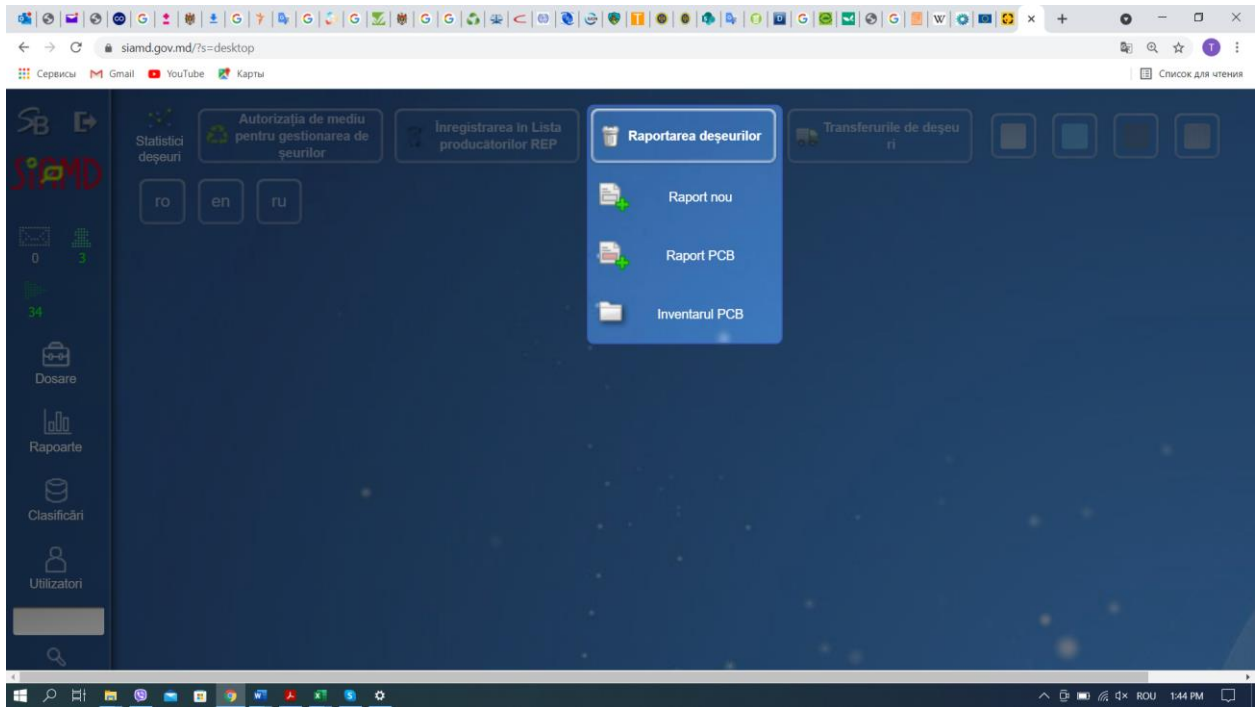 siamd.gov.md/?s=desktop
T
Сервисы
Gmail
YouTube
Карты
Список для чтения
SB
SIAMD
0
3
34
Dosare
Rapoarte
Clasificări
Utilizatori
Statistici
deșeuri
Autorizația de mediu
pentru gestionarea de
șeurilor
Înregistrarea în Lista
producătorilor REP
Raportarea deșeurilor
Transferurile de deșeu
ri
ro
en
ru
Raport nou
Raport PCB
Inventarul PCB
ROU
1:44 PM